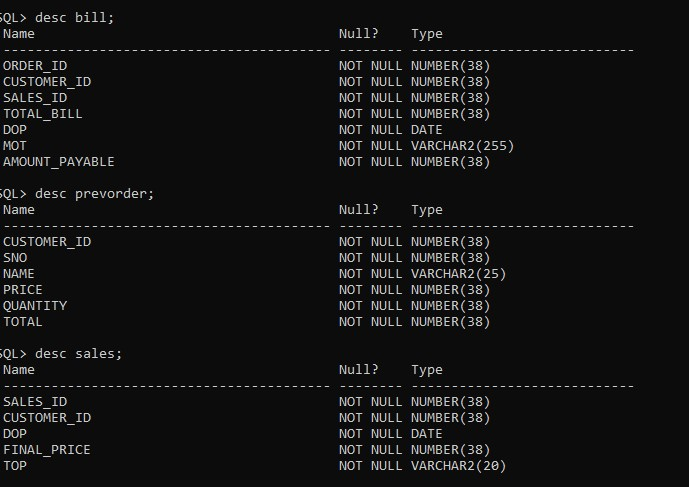 SQL> desc bill;
Name Null? Type
----------------------------------------- -------- ----------------------------
ORDER_ID NOT NULL NUMBER(38)
CUSTOMER_ID NOT NULL NUMBER(38)
SALES_ID NOT NULL NUMBER(38)
TOTAL_BILL NOT NULL NUMBER(38)
DOP NOT NULL DATE
MOT NOT NULL VARCHAR2(255)
AMOUNT_PAYABLE NOT NULL NUMBER(38)
SQL> desc prevorder;
Name Null? Type
----------------------------------------- -------- ----------------------------
CUSTOMER_ID NOT NULL NUMBER(38)
SNO NOT NULL NUMBER(38)
NAME NOT NULL VARCHAR2(25)
PRICE NOT NULL NUMBER(38)
QUANTITY NOT NULL NUMBER(38)
TOTAL NOT NULL NUMBER(38)
SQL> desc sales;
Name Null? Type
----------------------------------------- -------- ----------------------------
SALES_ID NOT NULL NUMBER(38)
CUSTOMER_ID NOT NULL NUMBER(38)
DOP NOT NULL DATE
FINAL_PRICE NOT NULL NUMBER(38)
TOP NOT NULL VARCHAR2(20)